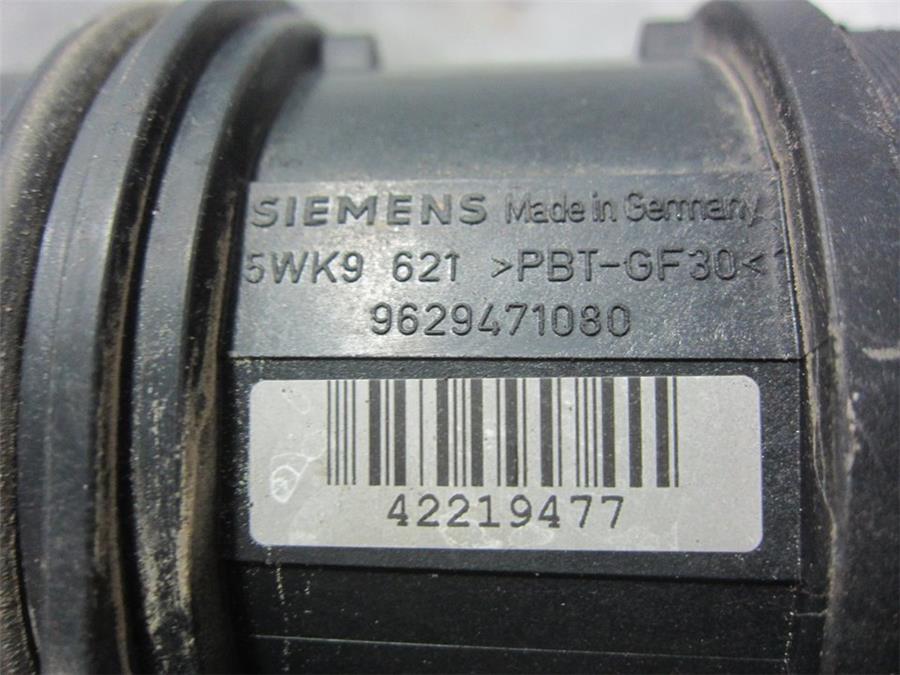 SIEMENS Made in Germany
5WK9 621 >PBT-GF30<
9629471080
42219477